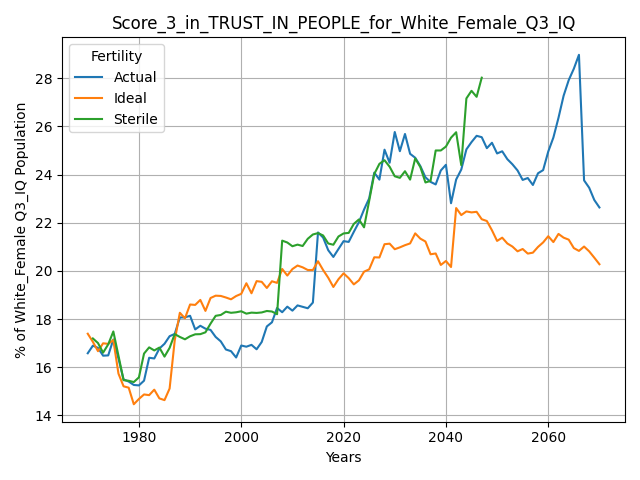 Score_3_in_TRUST_IN_PEOPLE_for_White_Female_Q3_IQ
Fertility
Actual
Ideal
Sterile
% of White_Female Q3_IQ Population
28
26
24
22
20
18
16
14
1980
2000
2020
2040
2060
Years